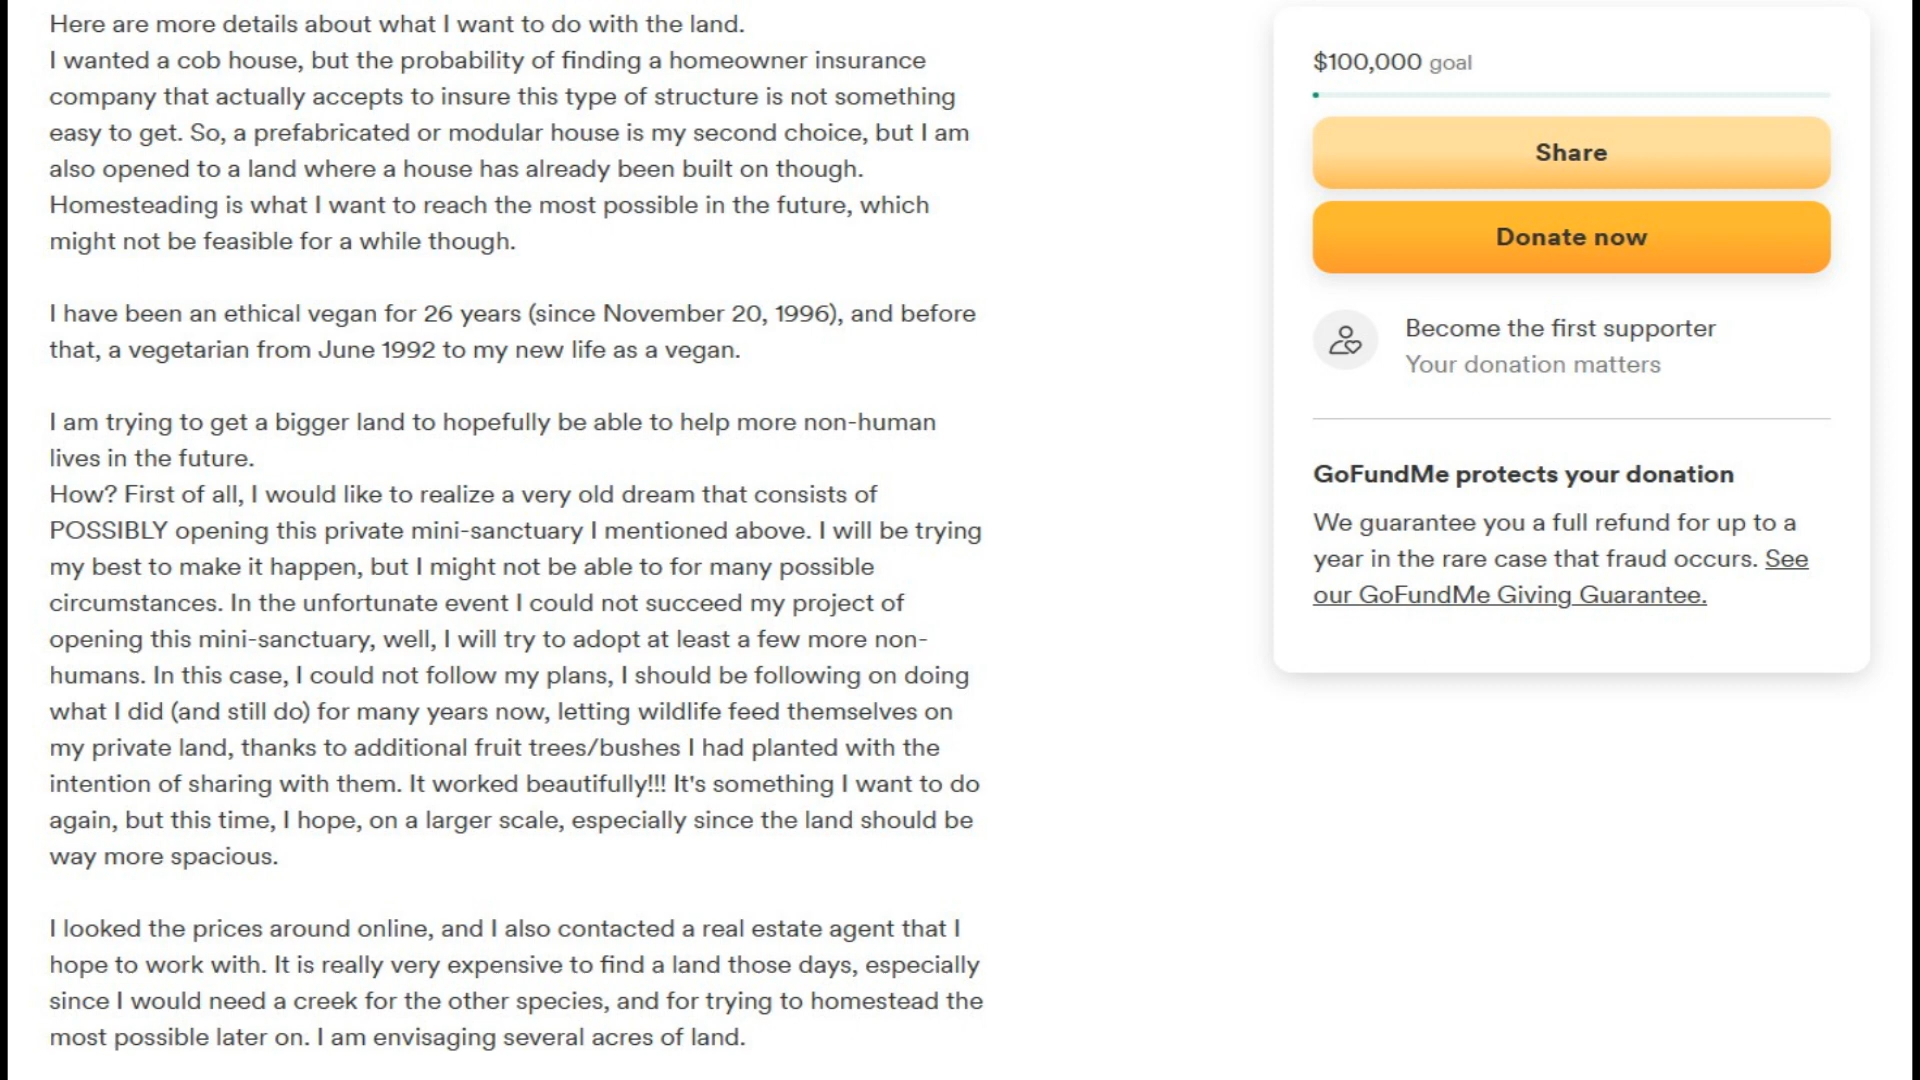 Here are more details about what I want to do with the land.
I wanted a cob house, but the probability of finding a homeowner insurance
company that actually accepts to insure this type of structure is not something
easy to get. So, a prefabricated or modular house is my second choice, but I am
also opened to a land where a house has already been built on though.
Homesteading is what I want to reach the most possible in the future, which
might not be feasible for a while though.
I have been an ethical vegan for 26 years (since November 20, 1996), and before
that, a vegetarian from June 1992 to my new life as a vegan.
I am trying to get a bigger land to hopefully be able to help more non-human
lives in the future.
How? First of all, I would like to realize a very old dream that consists of
POSSIBLY opening this private mini-sanctuary I mentioned above. I will be trying
my best to make it happen, but I might not be able to for many possible
circumstances. In the unfortunate event I could not succeed my project of
opening this mini-sanctuary, well, I will try to adopt at least a few more non-
humans. In this case, I could not follow my plans, I should be following on doing
what I did (and still do) for many years now, letting wildlife feed themselves on
my private land, thanks to additional fruit trees/bushes I had planted with the
intention of sharing with them. It worked beautifully!!! It's something I want to do
again, but this time, I hope, on a larger scale, especially since the land should be
way more spacious.
I looked the prices around online, and I also contacted a real estate agent that I
hope to work with. It is really very expensive to find a land those days, especially
since I would need a creek for the other species, and for trying to homestead the
most possible later on. I am envisaging several acres of land.
$100,000 goal
Share
Donate now
Become the first supporter
Your donation matters
GoFundMe protects your donation
We guarantee you a full refund for up to a
year in the rare case that fraud occurs. See
our GoFundMe Giving Guarantee.